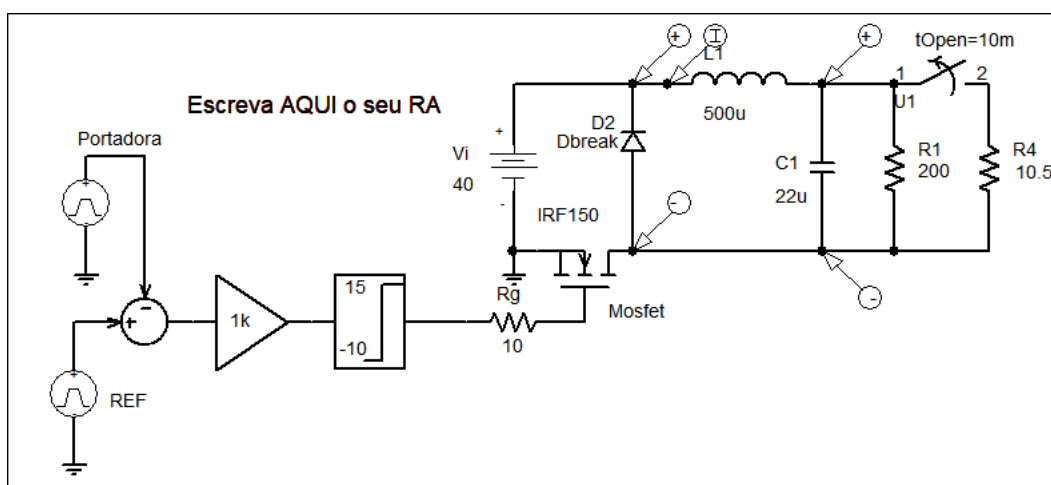 tOpen=10m
+
I
+
L1
1
2
U1
Escreva AQUI o seu RA
Portadora
500u
D2
Dbreak
+
Vi
40
-
C1
22u
R1
200
R4
10.5
IRF150
-
+
-
-
+
1k
15
-10
Rg
10
Mosfet
-
+
-
REF